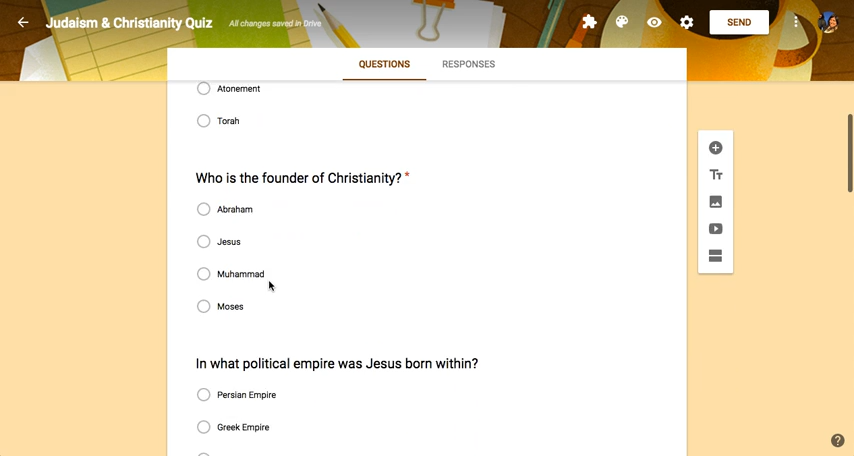 Judaism & Christianity Quiz All changes saved in Drive SEND
QUESTIONS RESPONSES
Atonement
Torah
Who is the founder of Christianity? *
Abraham
Jesus
Muhammad
Moses
In what political empire was Jesus born within?
Persian Empire
Greek Empire